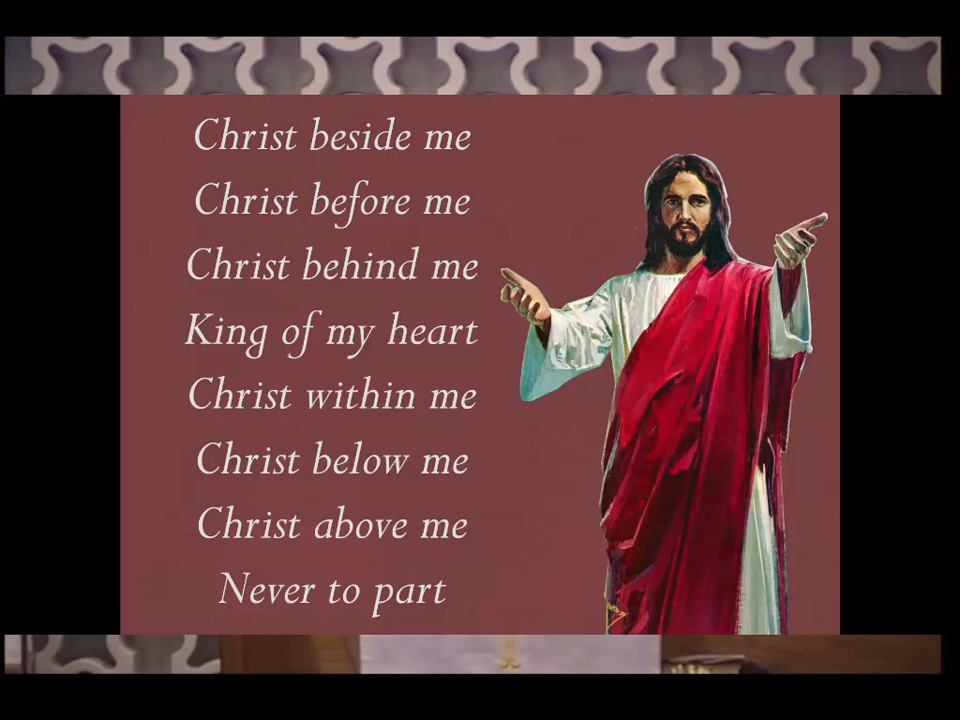 Christ beside me
Christ before me
Christ behind me
King of my heart
Christ within me
Christ below me
Christ above me
Never to part